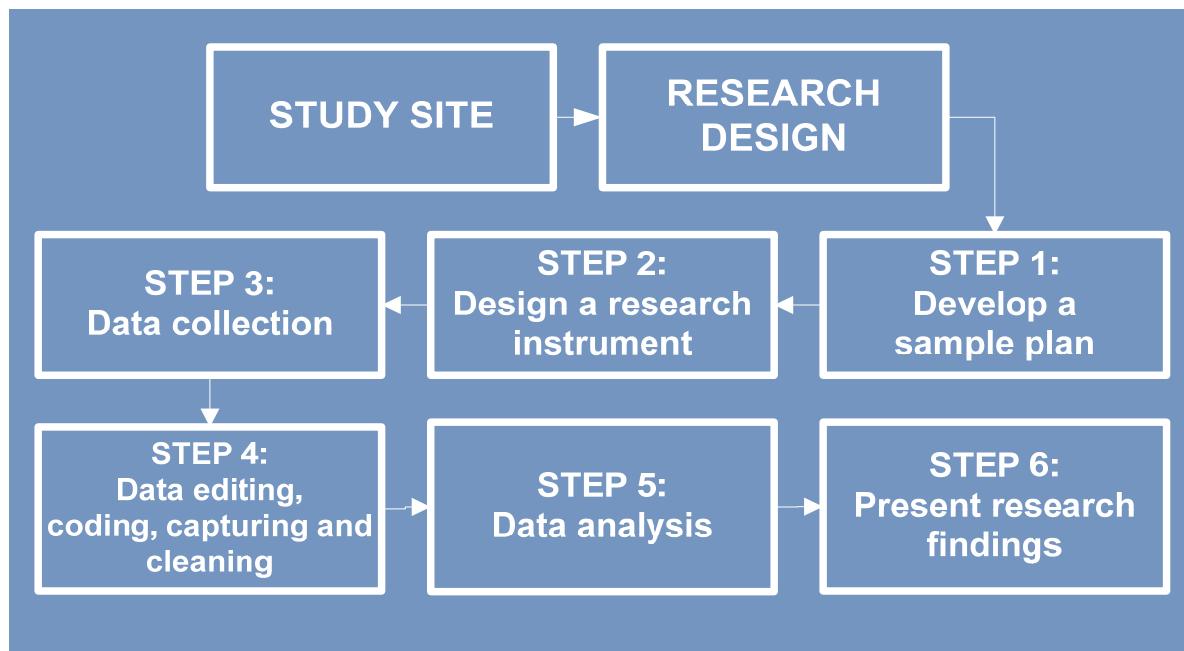 STUDY SITE
RESEARCH
DESIGN
STEP 1:
Develop a
sample plan
STEP 2:
Design a research
instrument
STEP 3:
Data collection
STEP 4:
Data editing,
coding, capturing and
cleaning
STEP 5:
Data analysis
STEP 6:
Present research
findings